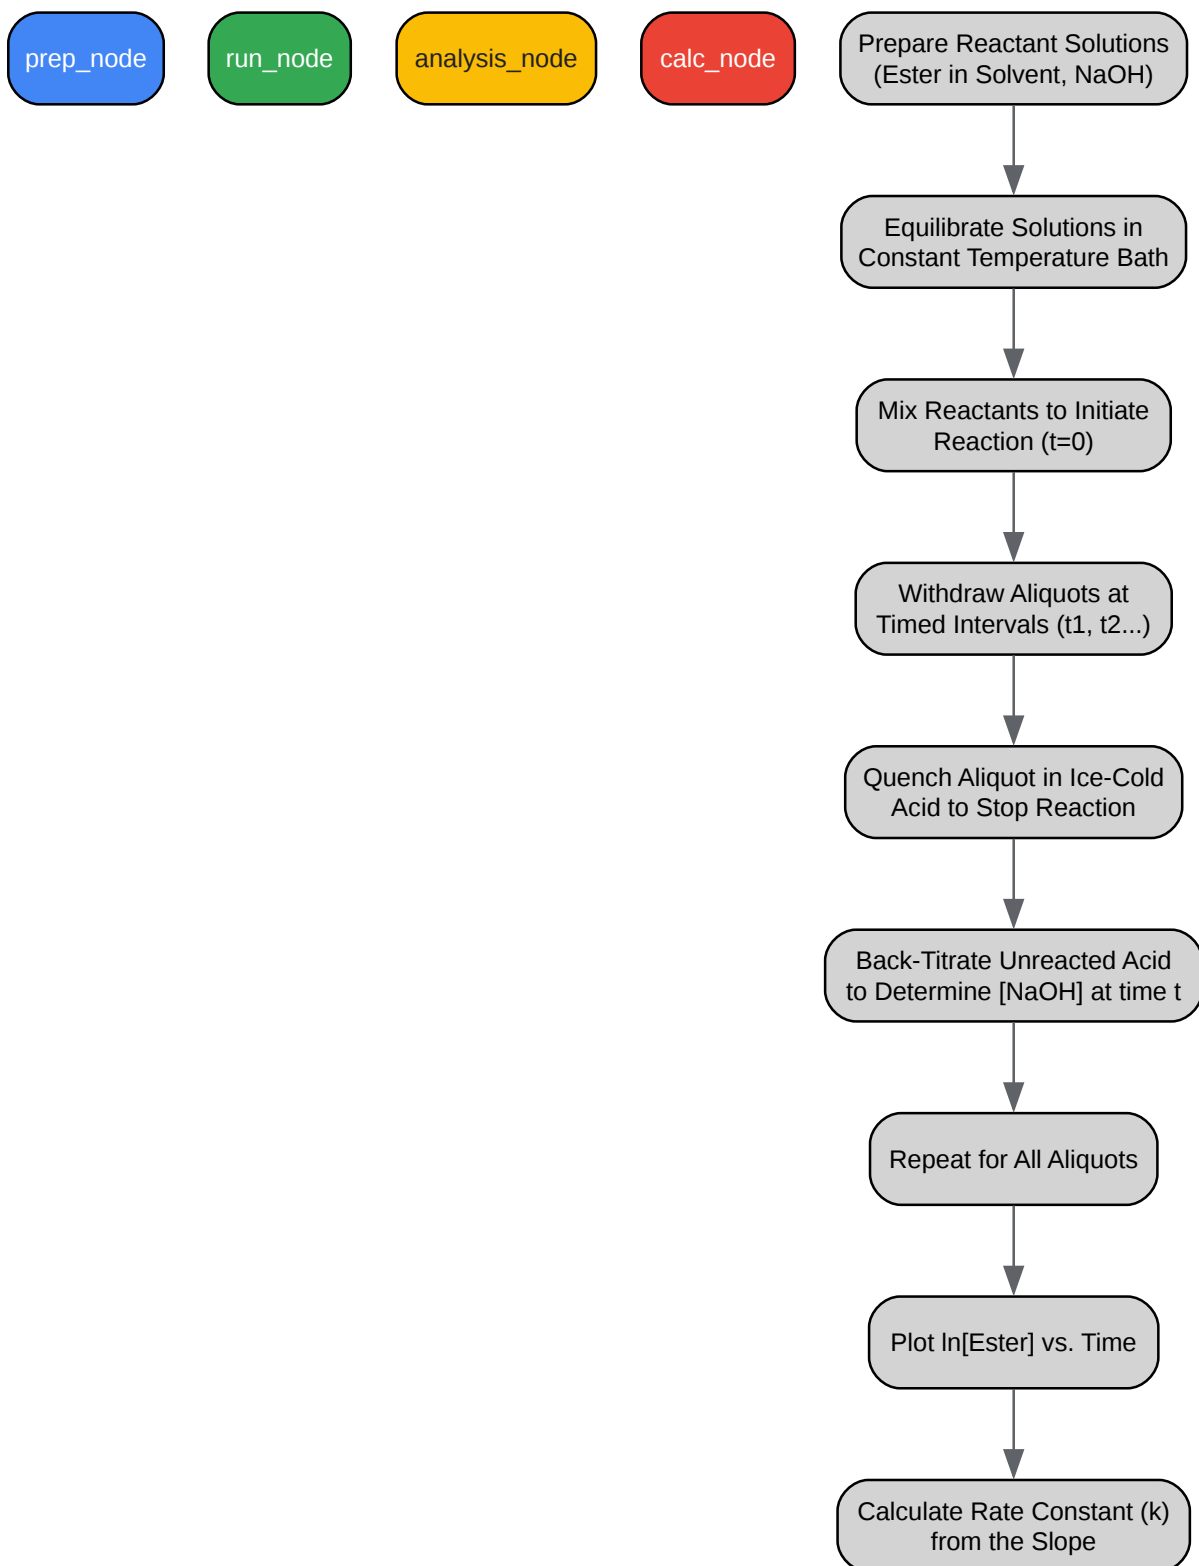 prep_node
run_node
analysis_node
calc_node
Prepare Reactant Solutions
(Ester in Solvent, NaOH)
Equilibrate Solutions in
Constant Temperature Bath
Mix Reactants to Initiate
Reaction (t=0)
Withdraw Aliquots at
Timed Intervals (t1, t2...)
Quench Aliquot in Ice-Cold
Acid to Stop Reaction
Back-Titrate Unreacted Acid
to Determine [NaOH] at time t
Repeat for All Aliquots
Plot ln[Ester] vs. Time
Calculate Rate Constant (k)
from the Slope